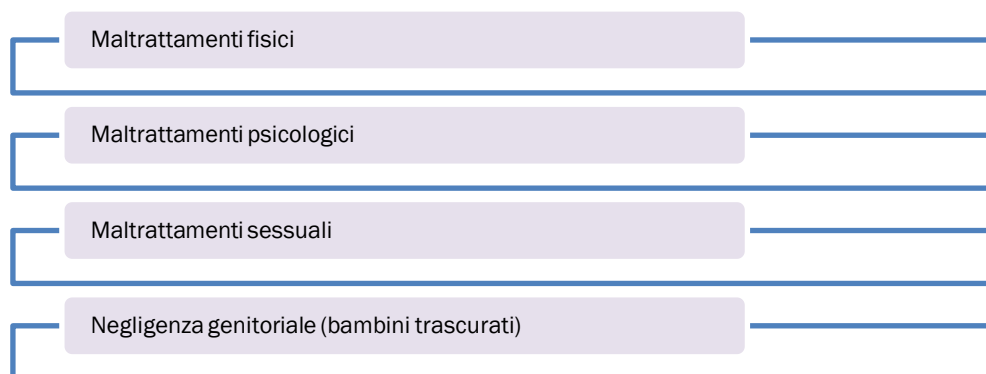 Maltrattamenti fisici
Maltrattamenti psicologici
Maltrattamenti sessuali
Negligenza genitoriale (bambini trascurati)